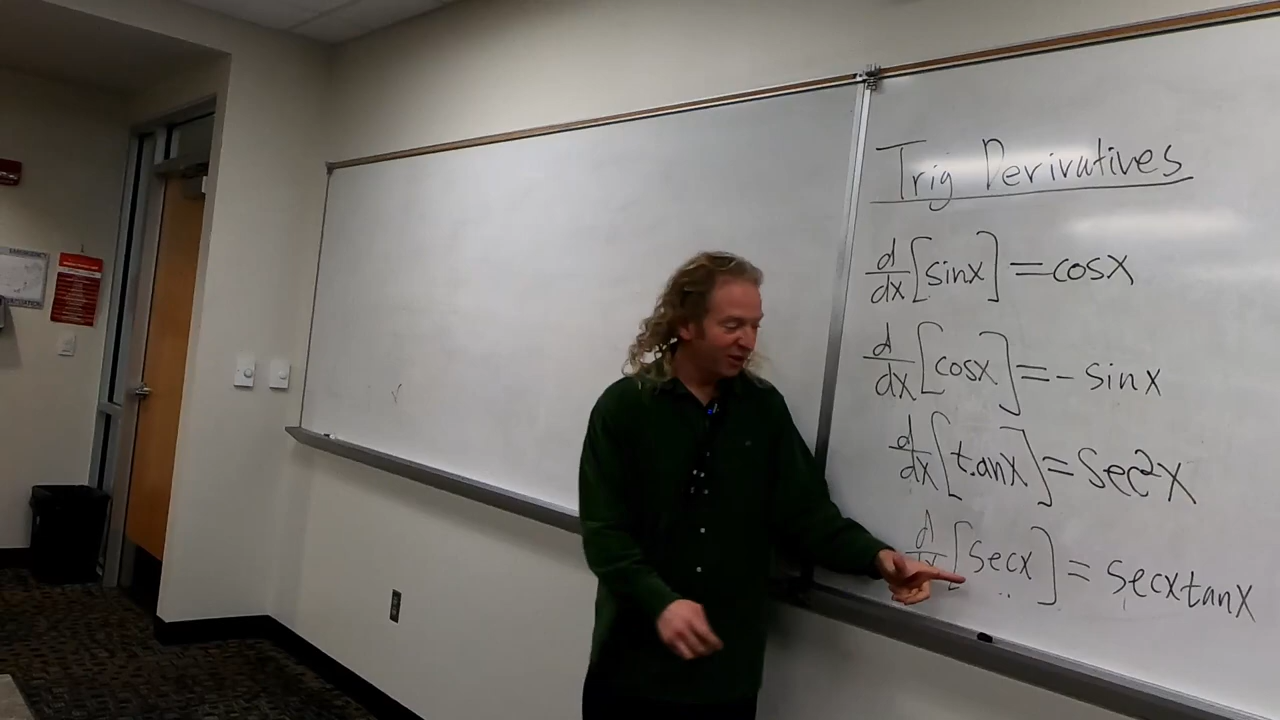 Trig Derivatives
d/dx [sinx] = cosx
d/dx [cosx] = - sinx
d/dx [tanx] = sec²x
d/dx [secx] = secxtanx